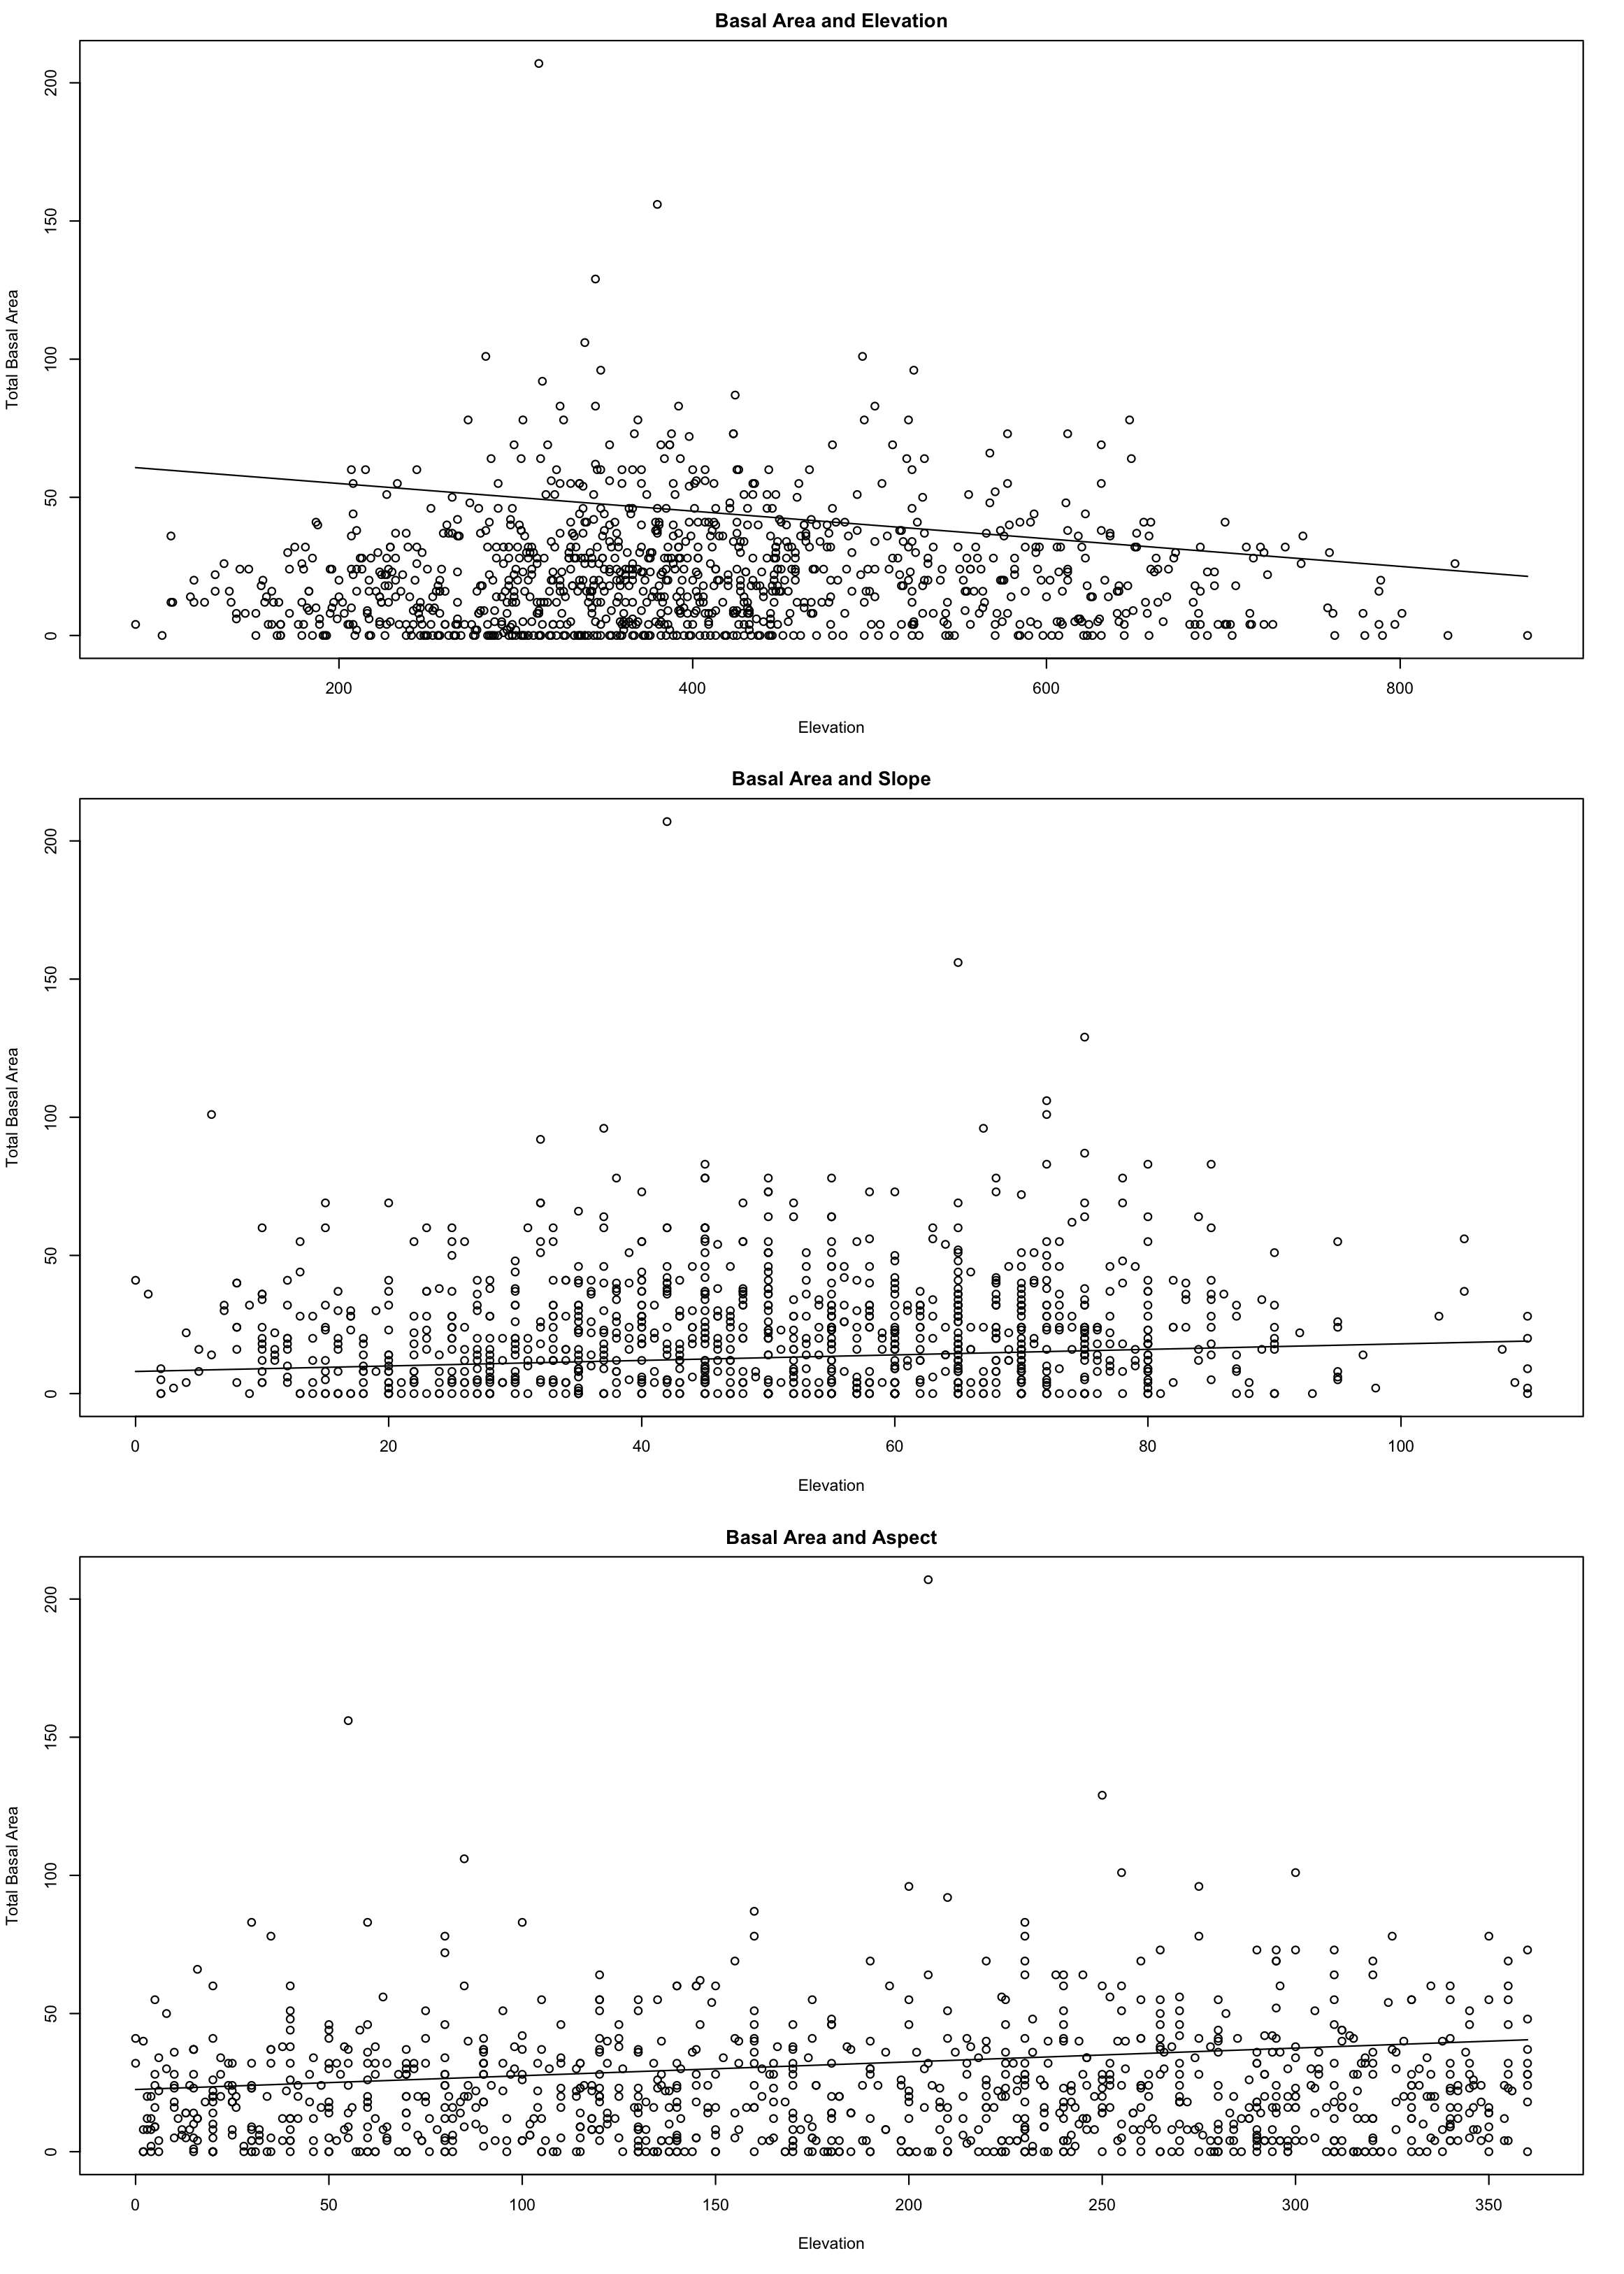 Basal Area and Elevation
Total Basal Area
200
150
100
50
0
200 400 600 800
Elevation
Basal Area and Slope
Total Basal Area
200
150
100
50
0
0 20 40 60 80 100
Elevation
Basal Area and Aspect
Total Basal Area
200
150
100
50
0
0 50 100 150 200 250 300 350
Elevation